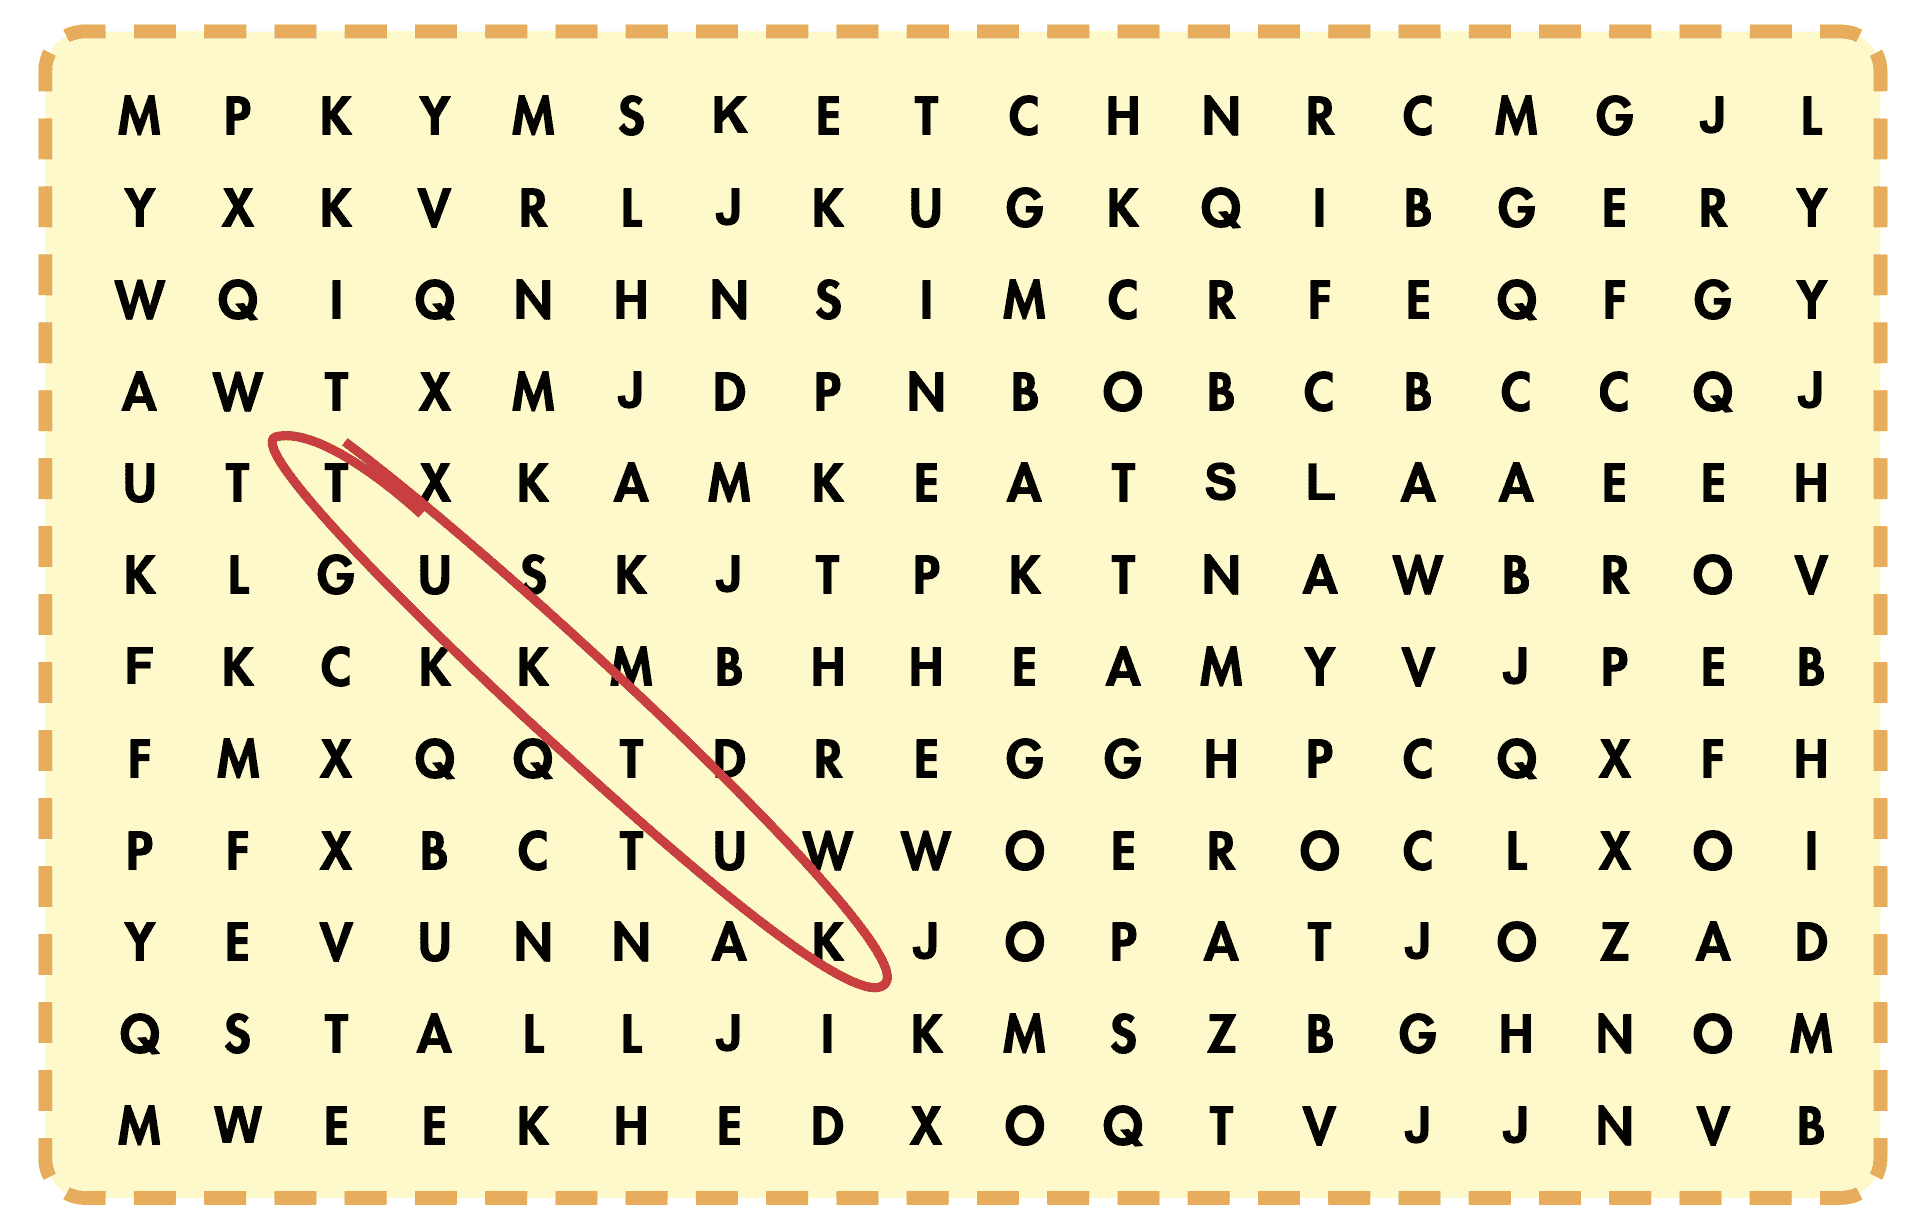 M P K Y M S K E T C H N R C M G J L
Y X K V R L J K U G K Q I B G E R Y
W Q I Q N H N S I M C R F E Q F G Y
A W T X M J D P N B O B C B C C Q J
U T T X K A M K E A T S L A A E E H
K L G U S K J T P K T N A W B R O V
F K C K K M B H H E A M Y V J P E B
F M X Q Q T D R E G G H P C Q X F H
P F X B C T U W W O E R O C L X O I
Y E V U N N A K J O P A T J O Z A D
Q S T A L L J I K M S Z B G H N O M
M W E E K H E D X O Q T V J J N V B